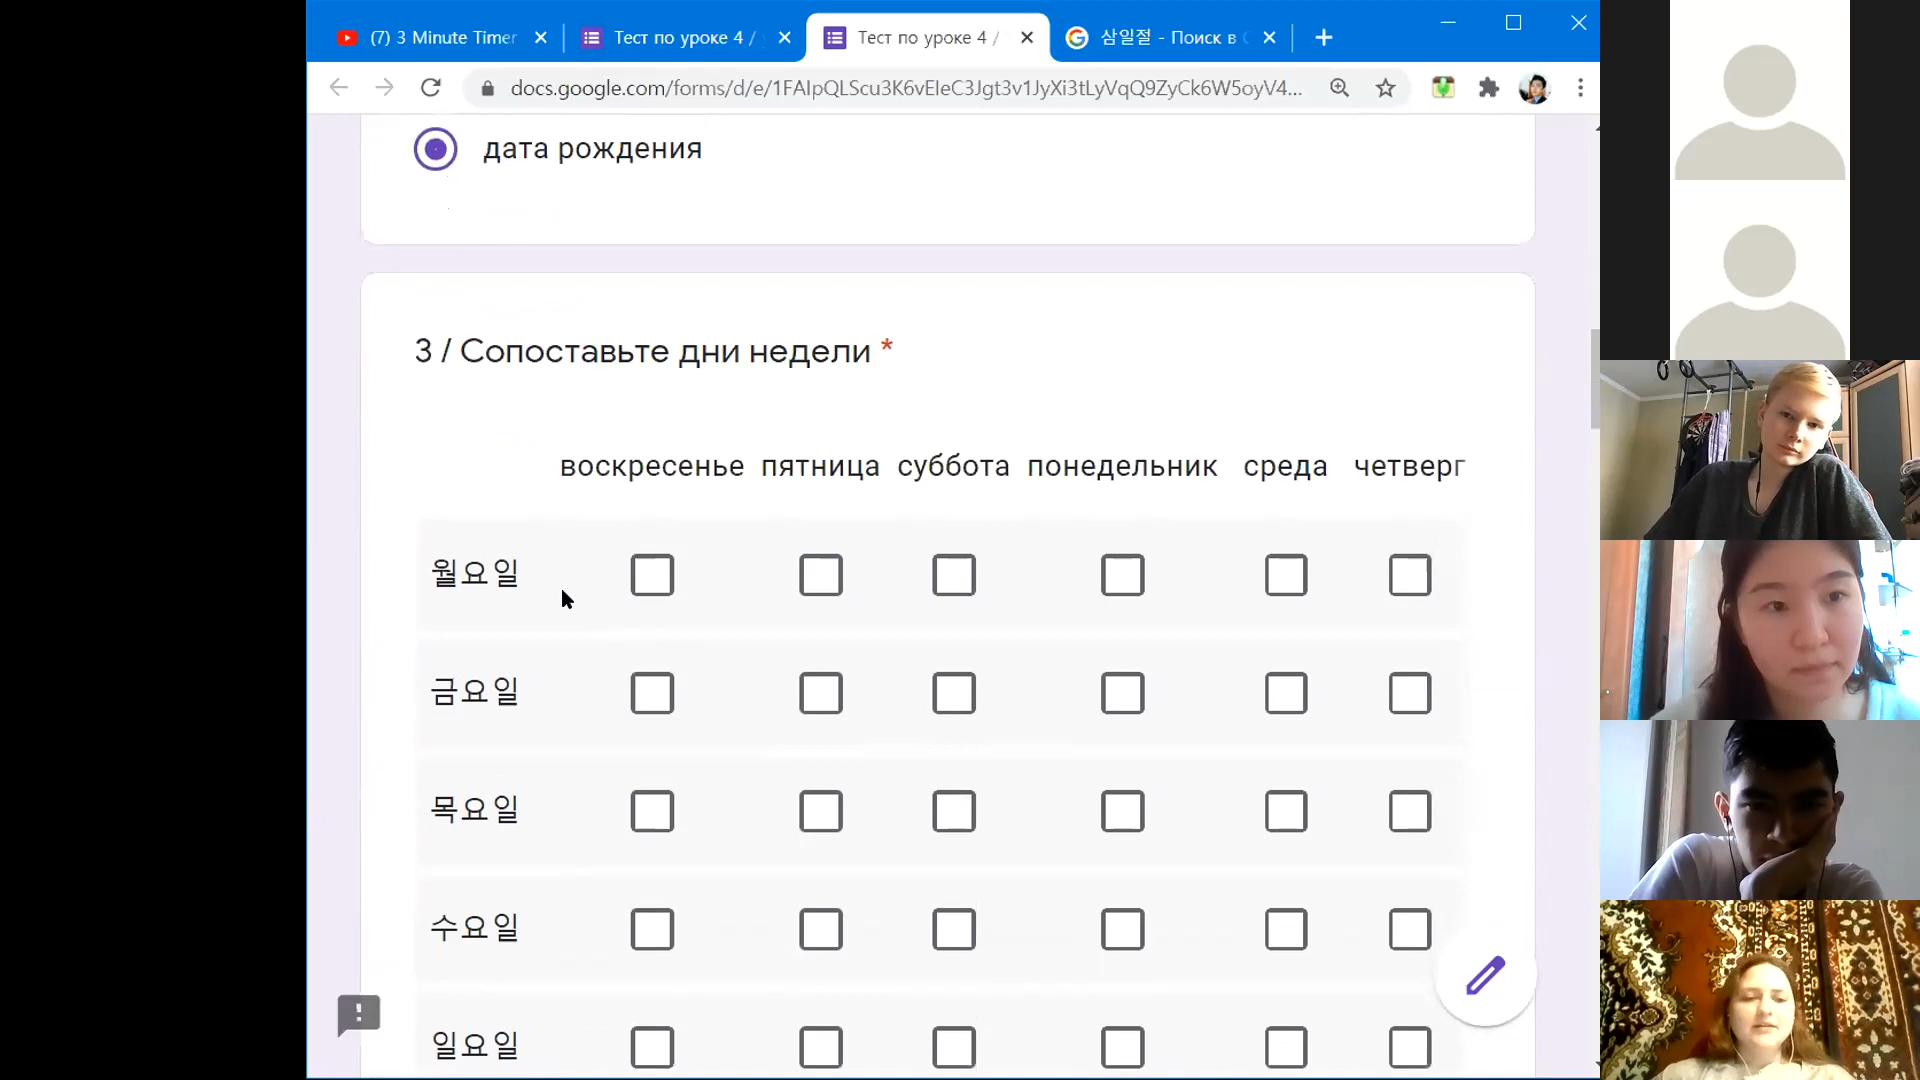 (7) 3 Minute Timer
Тест по уроке 4 /
Тест по уроке 4 /
삼일절 - Поиск в
docs.google.com/forms/d/e/1FAIpQLScu3K6vEIeC3Jgt3v1JyXi3tLyVqQ9ZyCk6W5oyV4...
дата рождения
3 / Сопоставьте дни недели *
воскресенье пятница суббота понедельник среда четверг
월요일
금요일
목요일
수요일
일요일